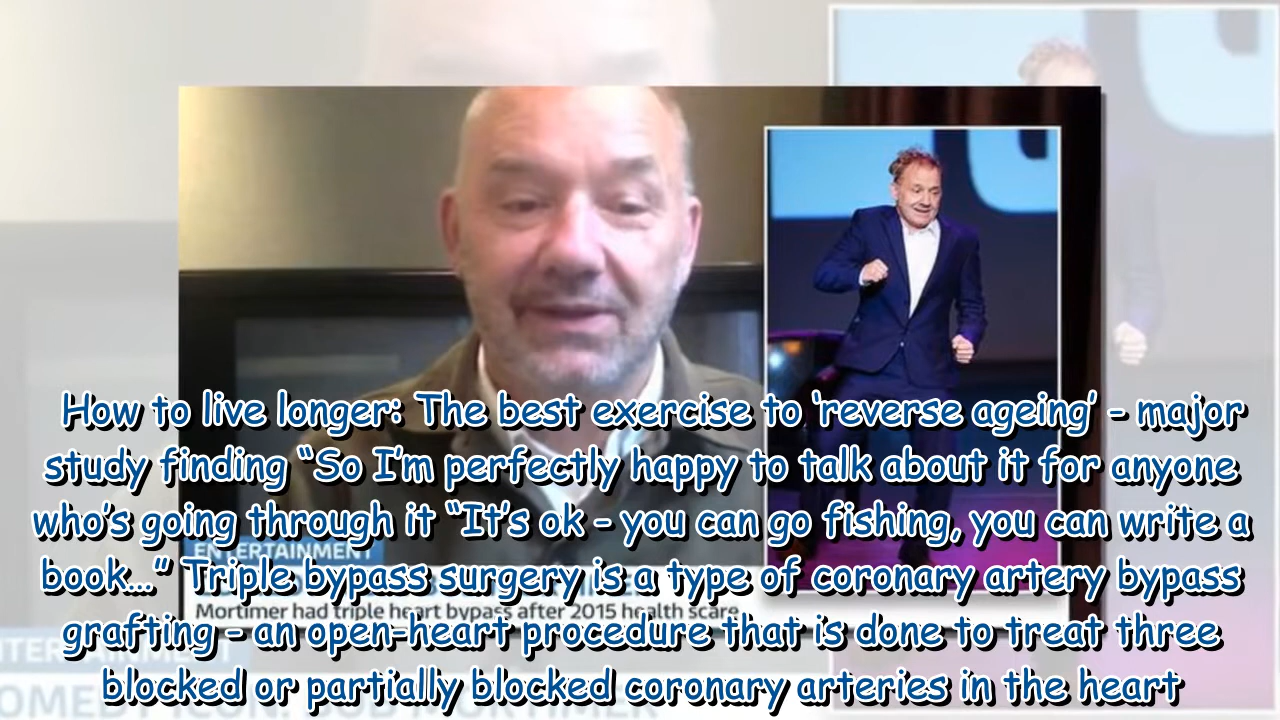 How to live longer: The best exercise to ‘reverse ageing’ - major
study finding “So I’m perfectly happy to talk about it for anyone
who’s going through it “It’s ok - you can go fishing, you can write a
book...” Triple bypass surgery is a type of coronary artery bypass
grafting - an open-heart procedure that is done to treat three
blocked or partially blocked coronary arteries in the heart
ENTERTAINMENT
Mortimer had triple heart bypass after 2015 health scare
BOB MORTIMER